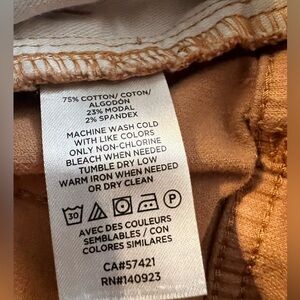 75% COTTON/ COTON/
ALGODÓN
23% MODAL
2% SPANDEX
MACHINE WASH COLD
WITH LIKE COLORS
ONLY NON-CHLORINE
BLEACH WHEN NEEDED
TUMBLE DRY LOW
WARM IRON WHEN NEEDED
OR DRY CLEAN
30
AVEC DES COULEURS
SEMBLABLES / CON
COLORES SIMILARES
CA#57421
RN#140923